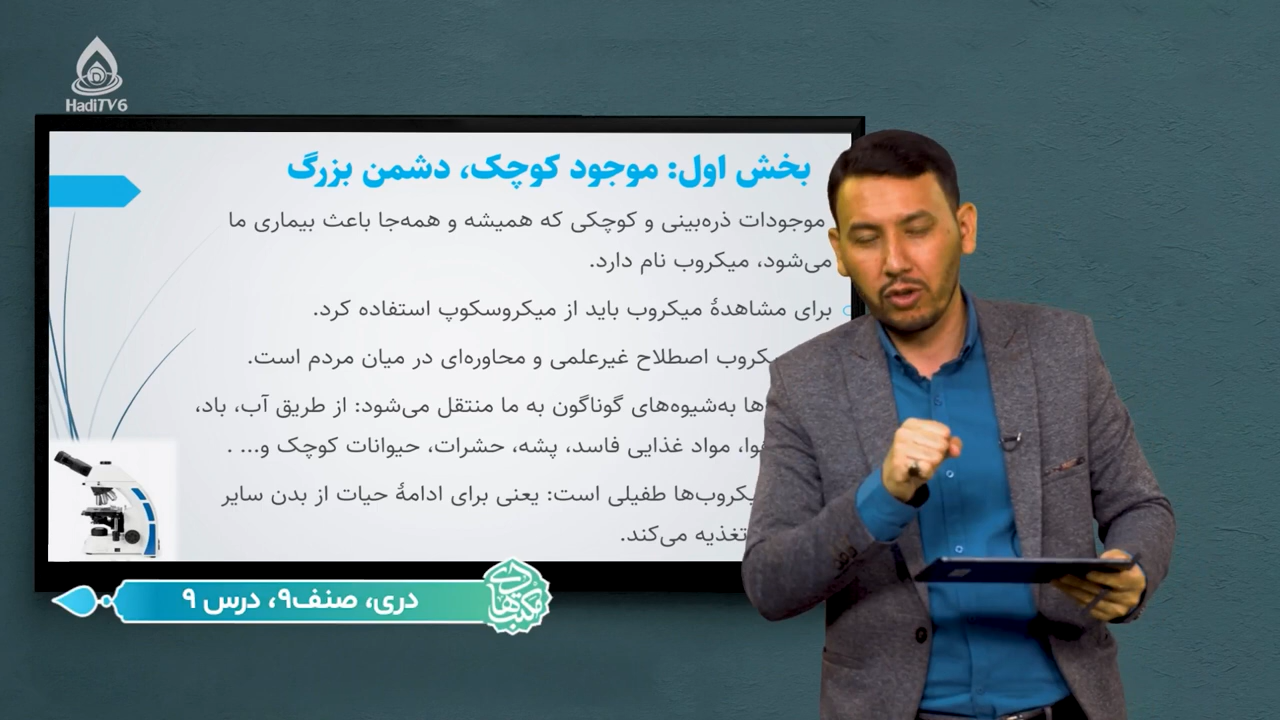 HadiTV6
بخش اول: موجود کوچک، دشمن بزرگ
موجودات ذره‌بینی و کوچکی که همیشه و همه‌جا باعث بیماری ما
می‌شود، میکروب نام دارد.
برای مشاهدهٔ میکروب باید از میکروسکوپ استفاده کرد.
اصطلاح غیرعلمی و محاوره‌ای در میان مردم است.
به‌شیوه‌های گوناگون به ما منتقل می‌شود: از طریق آب، باد،
مواد غذایی فاسد، پشه، حشرات، حیوانات کوچک و... .
طفیلی است: یعنی برای ادامهٔ حیات از بدن سایر
تغذیه می‌کند.
دری، صنف۹، درس ۹